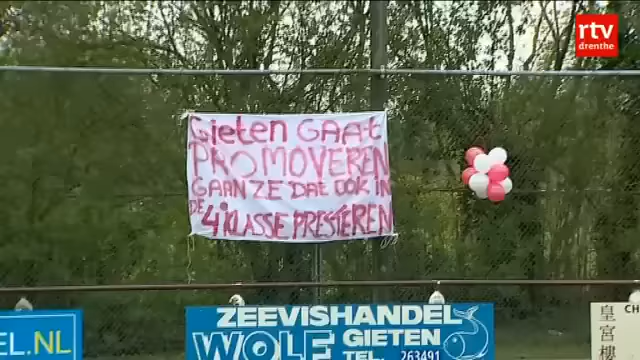 rtv
drenthe
Gieten GAAT
PROMOVEREN
GAAN ZE DAT OOK IN
DE 4e KLASSE PRESTEREN
EL.NL
ZEEVISHANDEL
WOLF GIETEN
TEL. 263491
CH
皇宮樓